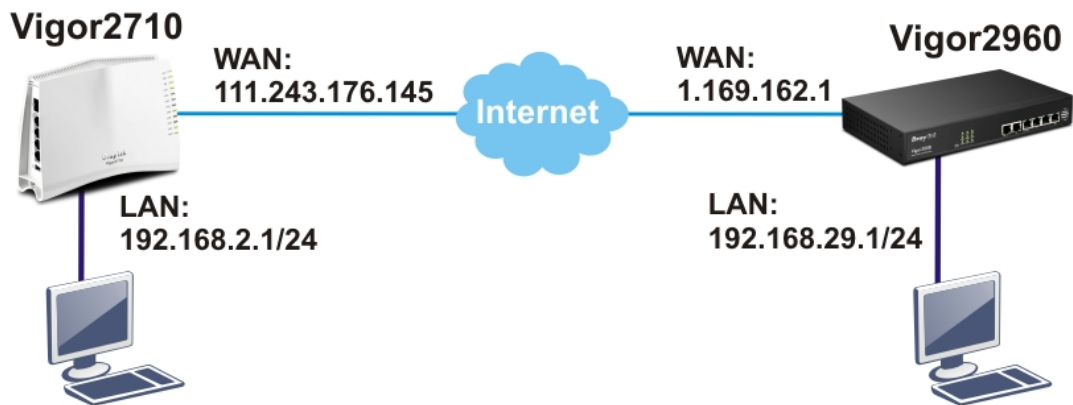 Vigor2710
WAN:
111.243.176.145
Internet
WAN:
1.169.162.1
Vigor2960
LAN:
192.168.2.1/24
LAN:
192.168.29.1/24